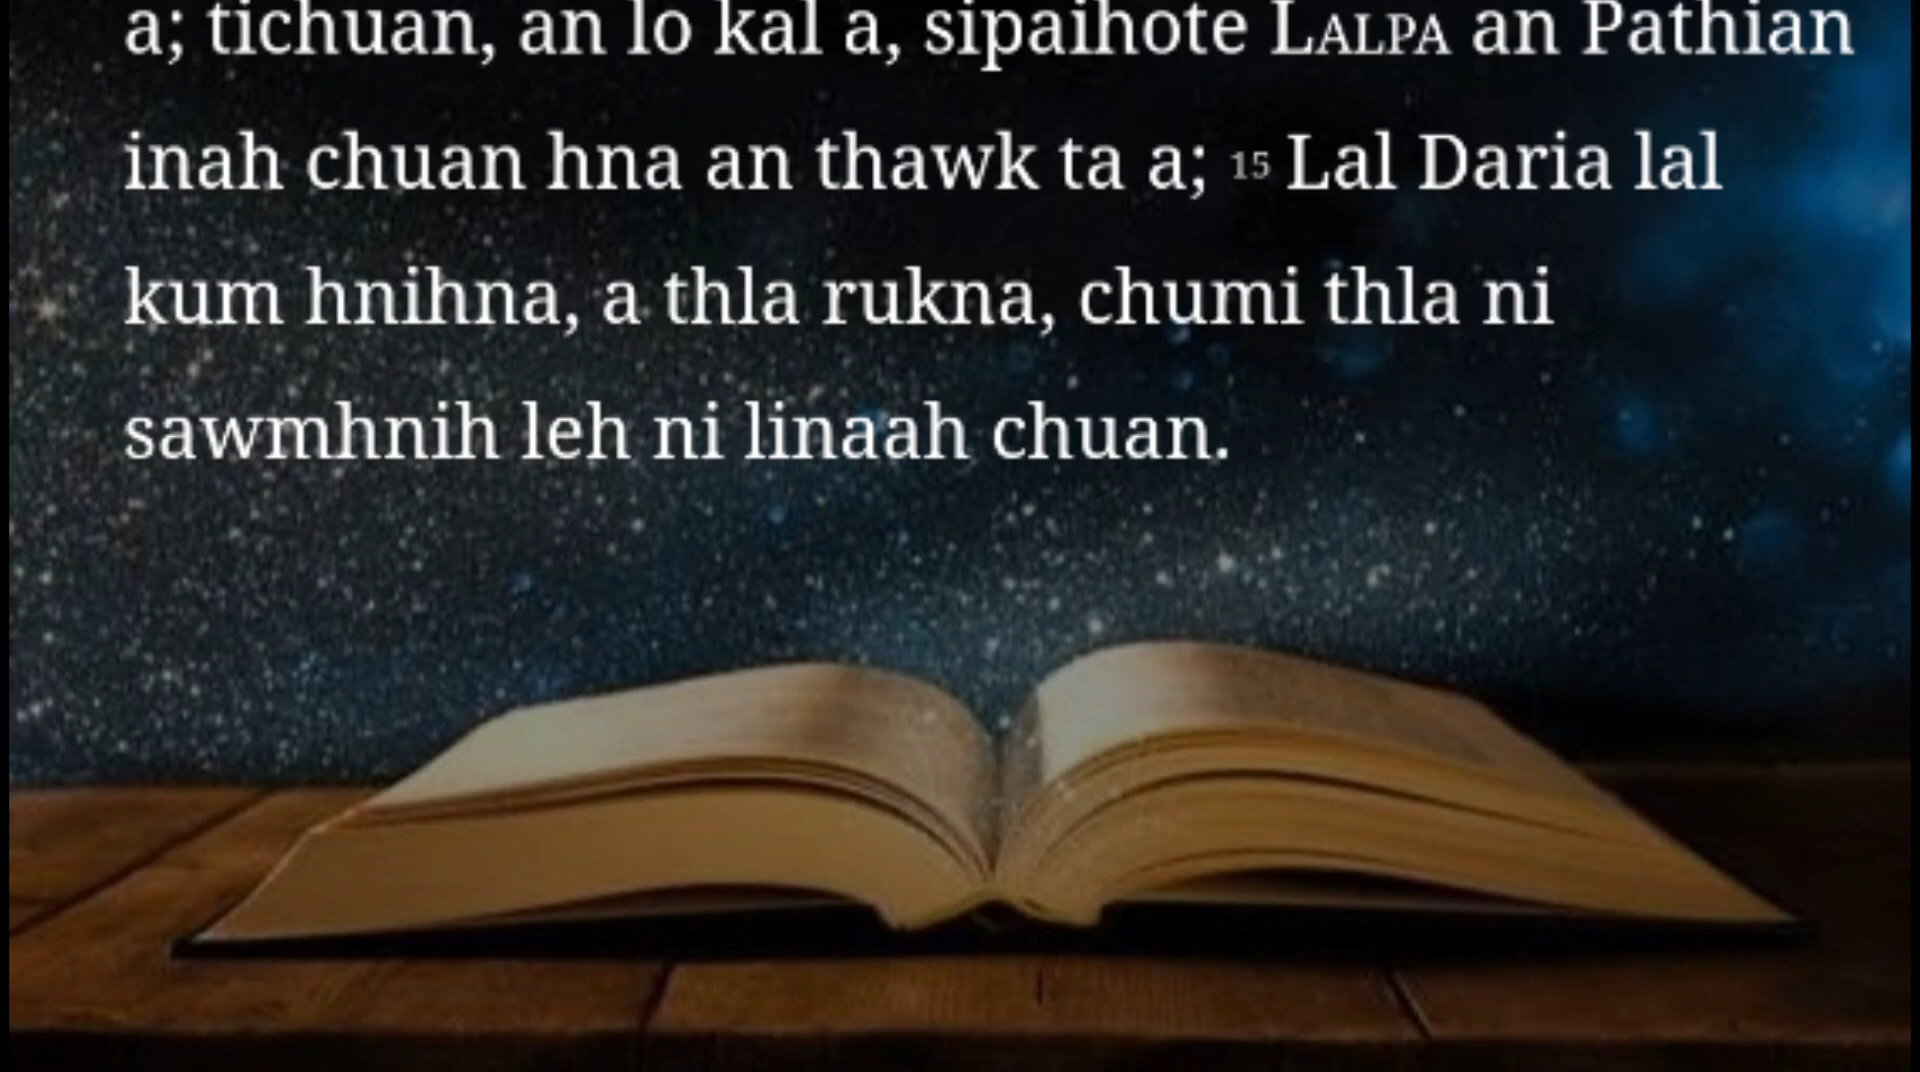 a; tichuan, an lo kal a, sipaihote LALPA an Pathian
inah chuan hna an thawk ta a; 15 Lal Daria lal
kum hnihna, a thla rukna, chumi thla ni
sawmhnih leh ni linaah chuan.